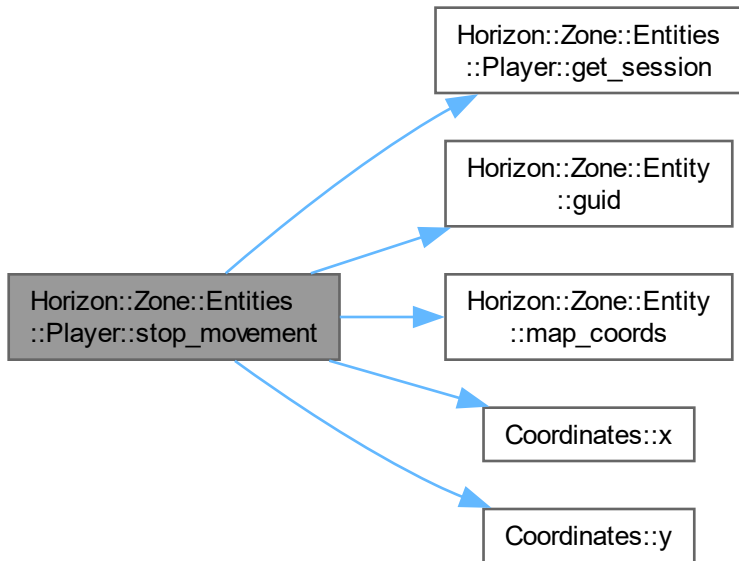 Horizon::Zone::Entities
::Player::get_session
Horizon::Zone::Entity
::guid
Horizon::Zone::Entities
::Player::stop_movement
Horizon::Zone::Entity
::map_coords
Coordinates::x
Coordinates::y